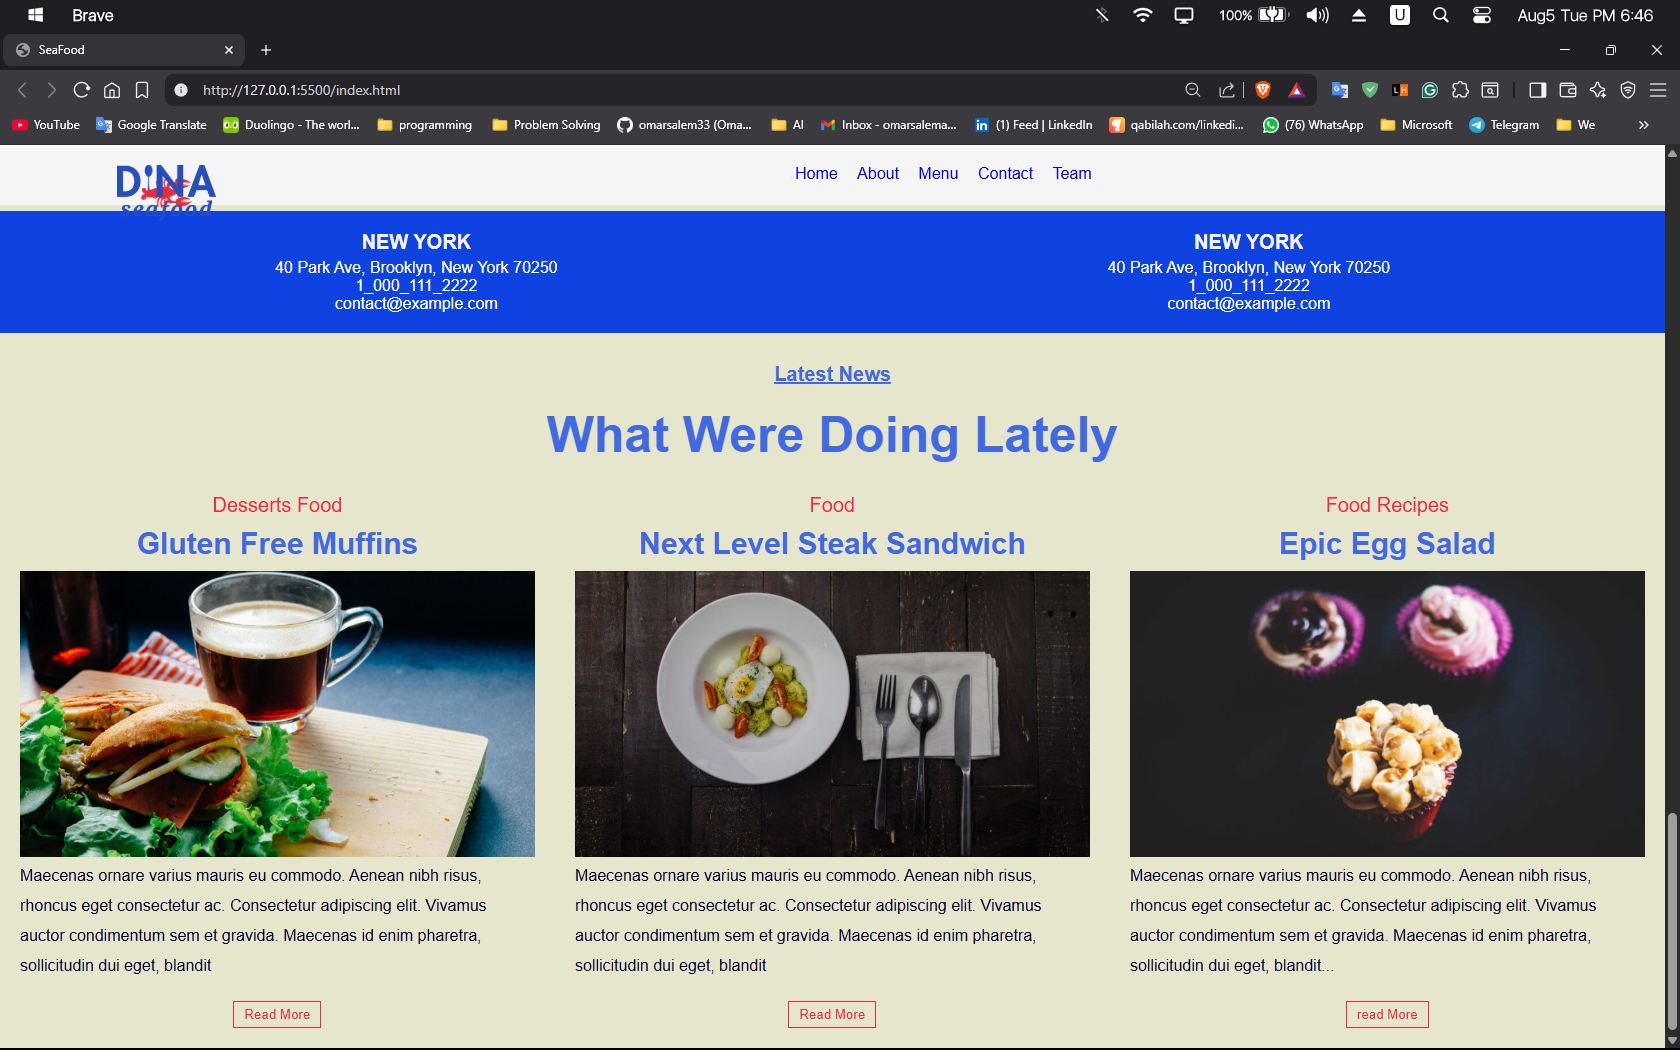 Brave
100%
U
Aug5 Tue PM 6:46
SeaFood
http://127.0.0.1:5500/index.html
LH
YouTube
Google Translate
Duolingo - The worl...
programming
Problem Solving
omarsalem33 (Oma...
AI
Inbox - omarsalema...
(1) Feed | LinkedIn
qabilah.com/linkedi...
(76) WhatsApp
Microsoft
Telegram
We
DINA
seafood
Home
About
Menu
Contact
Team
NEW YORK
40 Park Ave, Brooklyn, New York 70250
1_000_111_2222
contact@example.com
NEW YORK
40 Park Ave, Brooklyn, New York 70250
1_000_111_2222
contact@example.com
Latest News
What Were Doing Lately
Desserts Food
Gluten Free Muffins
Maecenas ornare varius mauris eu commodo. Aenean nibh risus,
rhoncus eget consectetur ac. Consectetur adipiscing elit. Vivamus
auctor condimentum sem et gravida. Maecenas id enim pharetra,
sollicitudin dui eget, blandit
Read More
Food
Next Level Steak Sandwich
Maecenas ornare varius mauris eu commodo. Aenean nibh risus,
rhoncus eget consectetur ac. Consectetur adipiscing elit. Vivamus
auctor condimentum sem et gravida. Maecenas id enim pharetra,
sollicitudin dui eget, blandit
Read More
Food Recipes
Epic Egg Salad
Maecenas ornare varius mauris eu commodo. Aenean nibh risus,
rhoncus eget consectetur ac. Consectetur adipiscing elit. Vivamus
auctor condimentum sem et gravida. Maecenas id enim pharetra,
sollicitudin dui eget, blandit...
read More